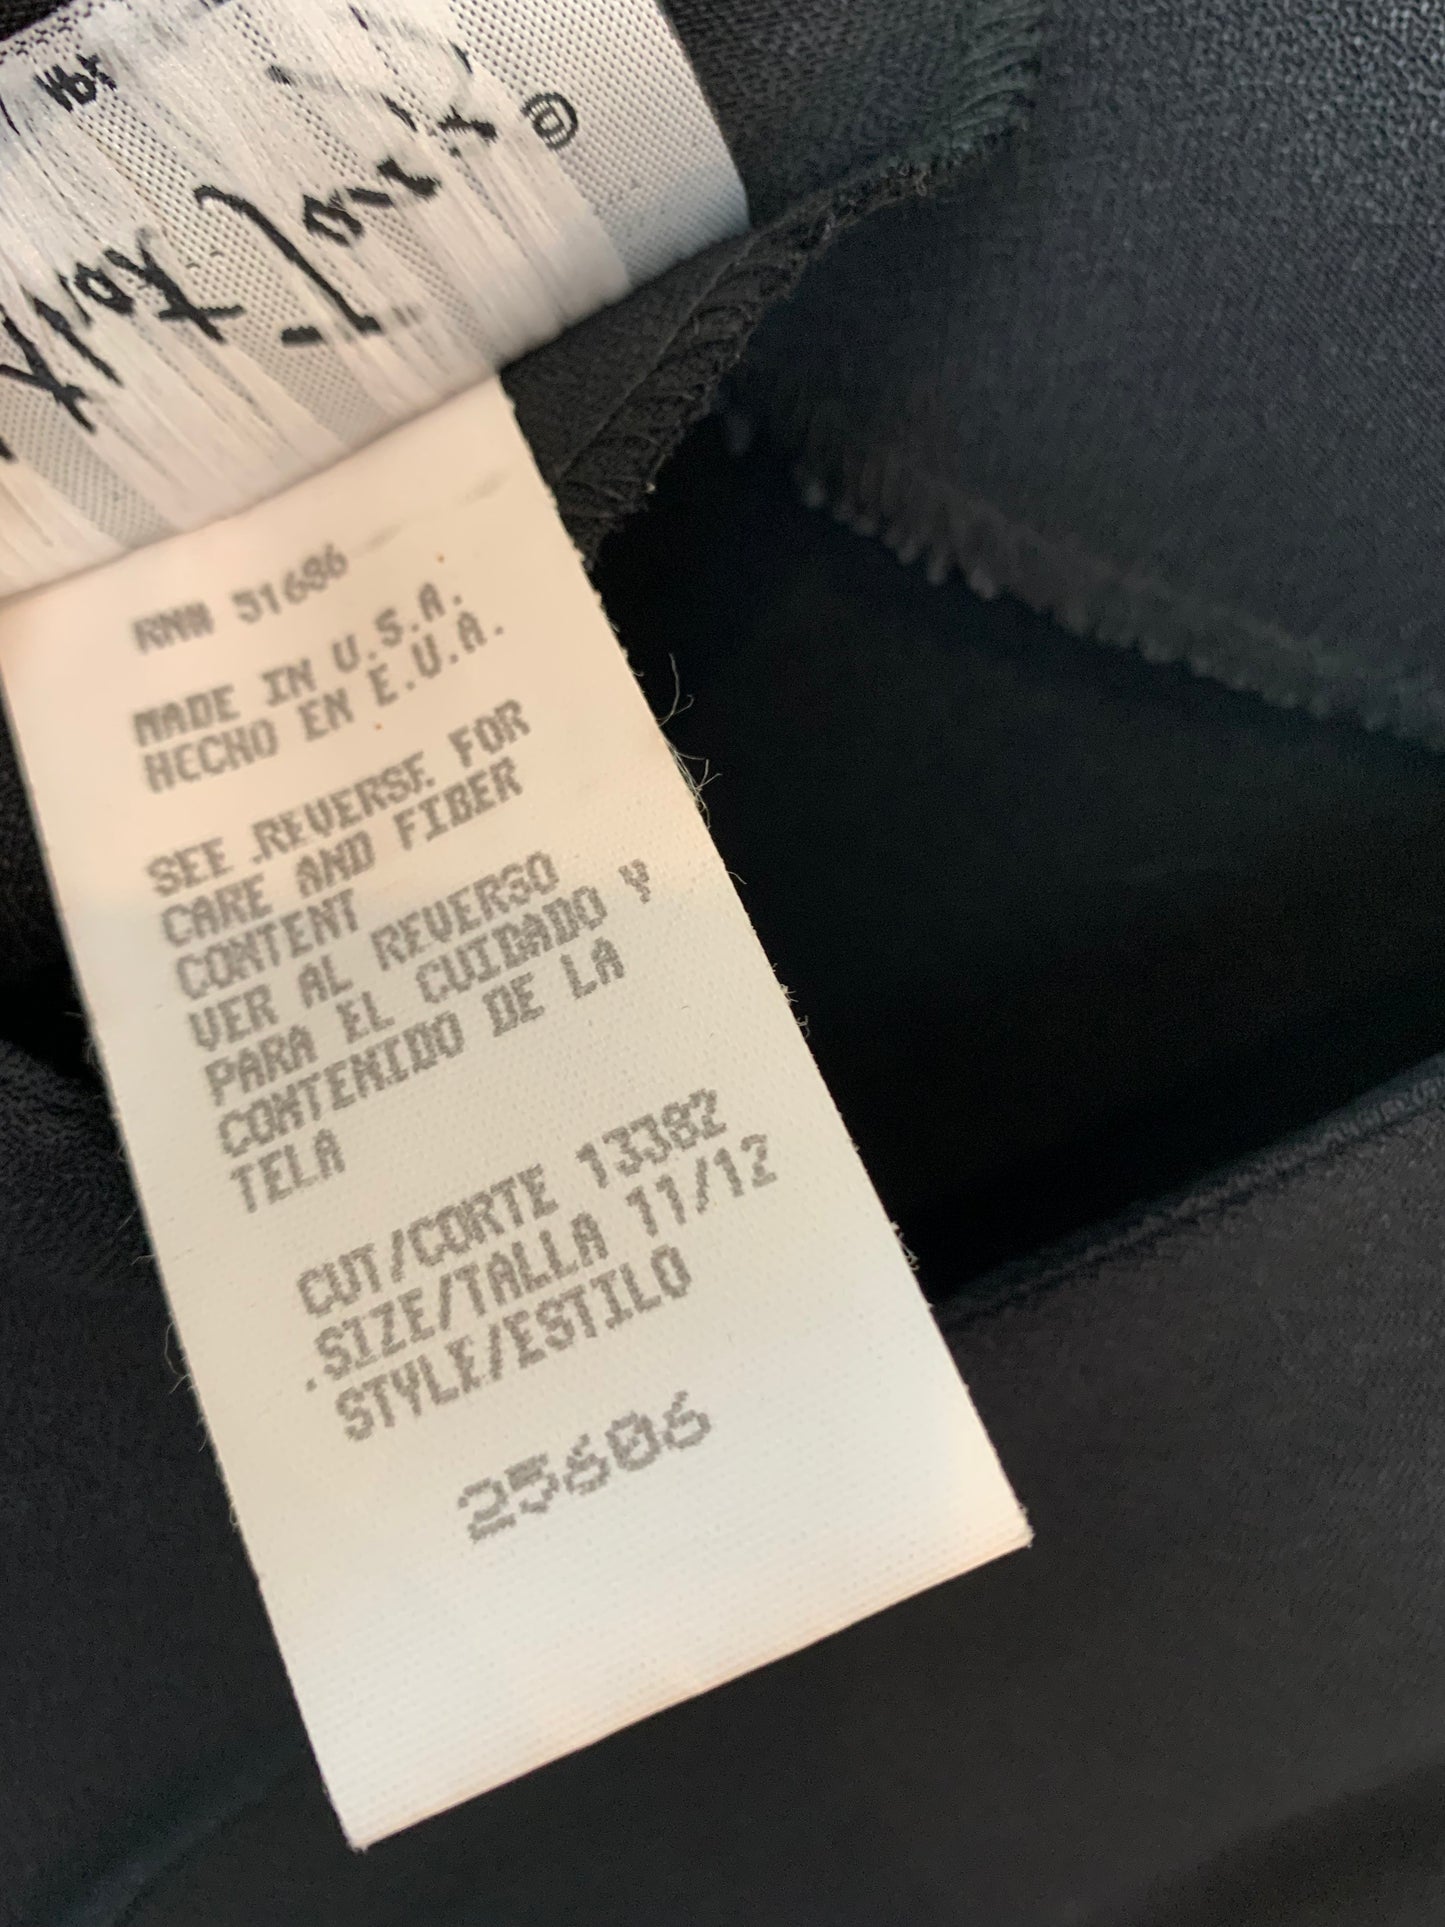 RNN 51686
MADE IN U.S.A.
HECHO EN E.U.A.
SEE REVERSE FOR
CARE AND FIBER
CONTENT
VER AL REVERSO
PARA EL CUIDADO Y
CONTENIDO DE LA
TELA
CUT/CORTE 13382
SIZE/TALLA 11/12
STYLE/ESTILO
25606